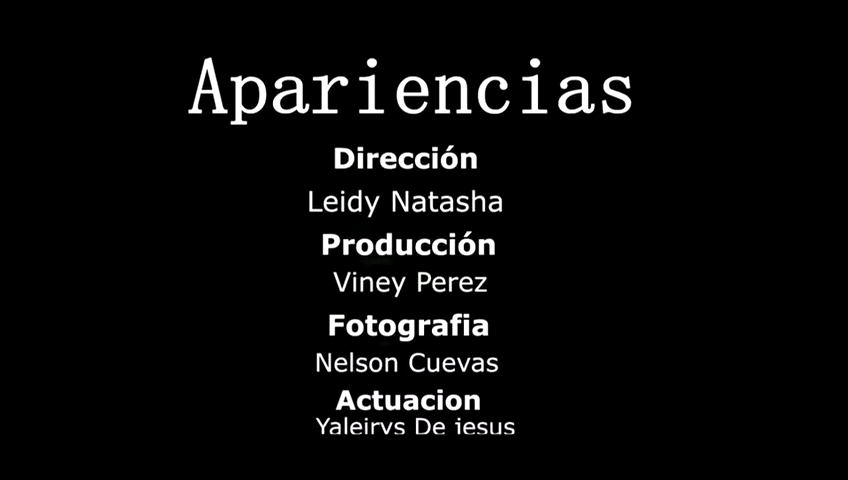 Apariencias
Dirección
Leidy Natasha
Producción
Viney Perez
Fotografia
Nelson Cuevas
Actuacion
Yaleirys De jesus